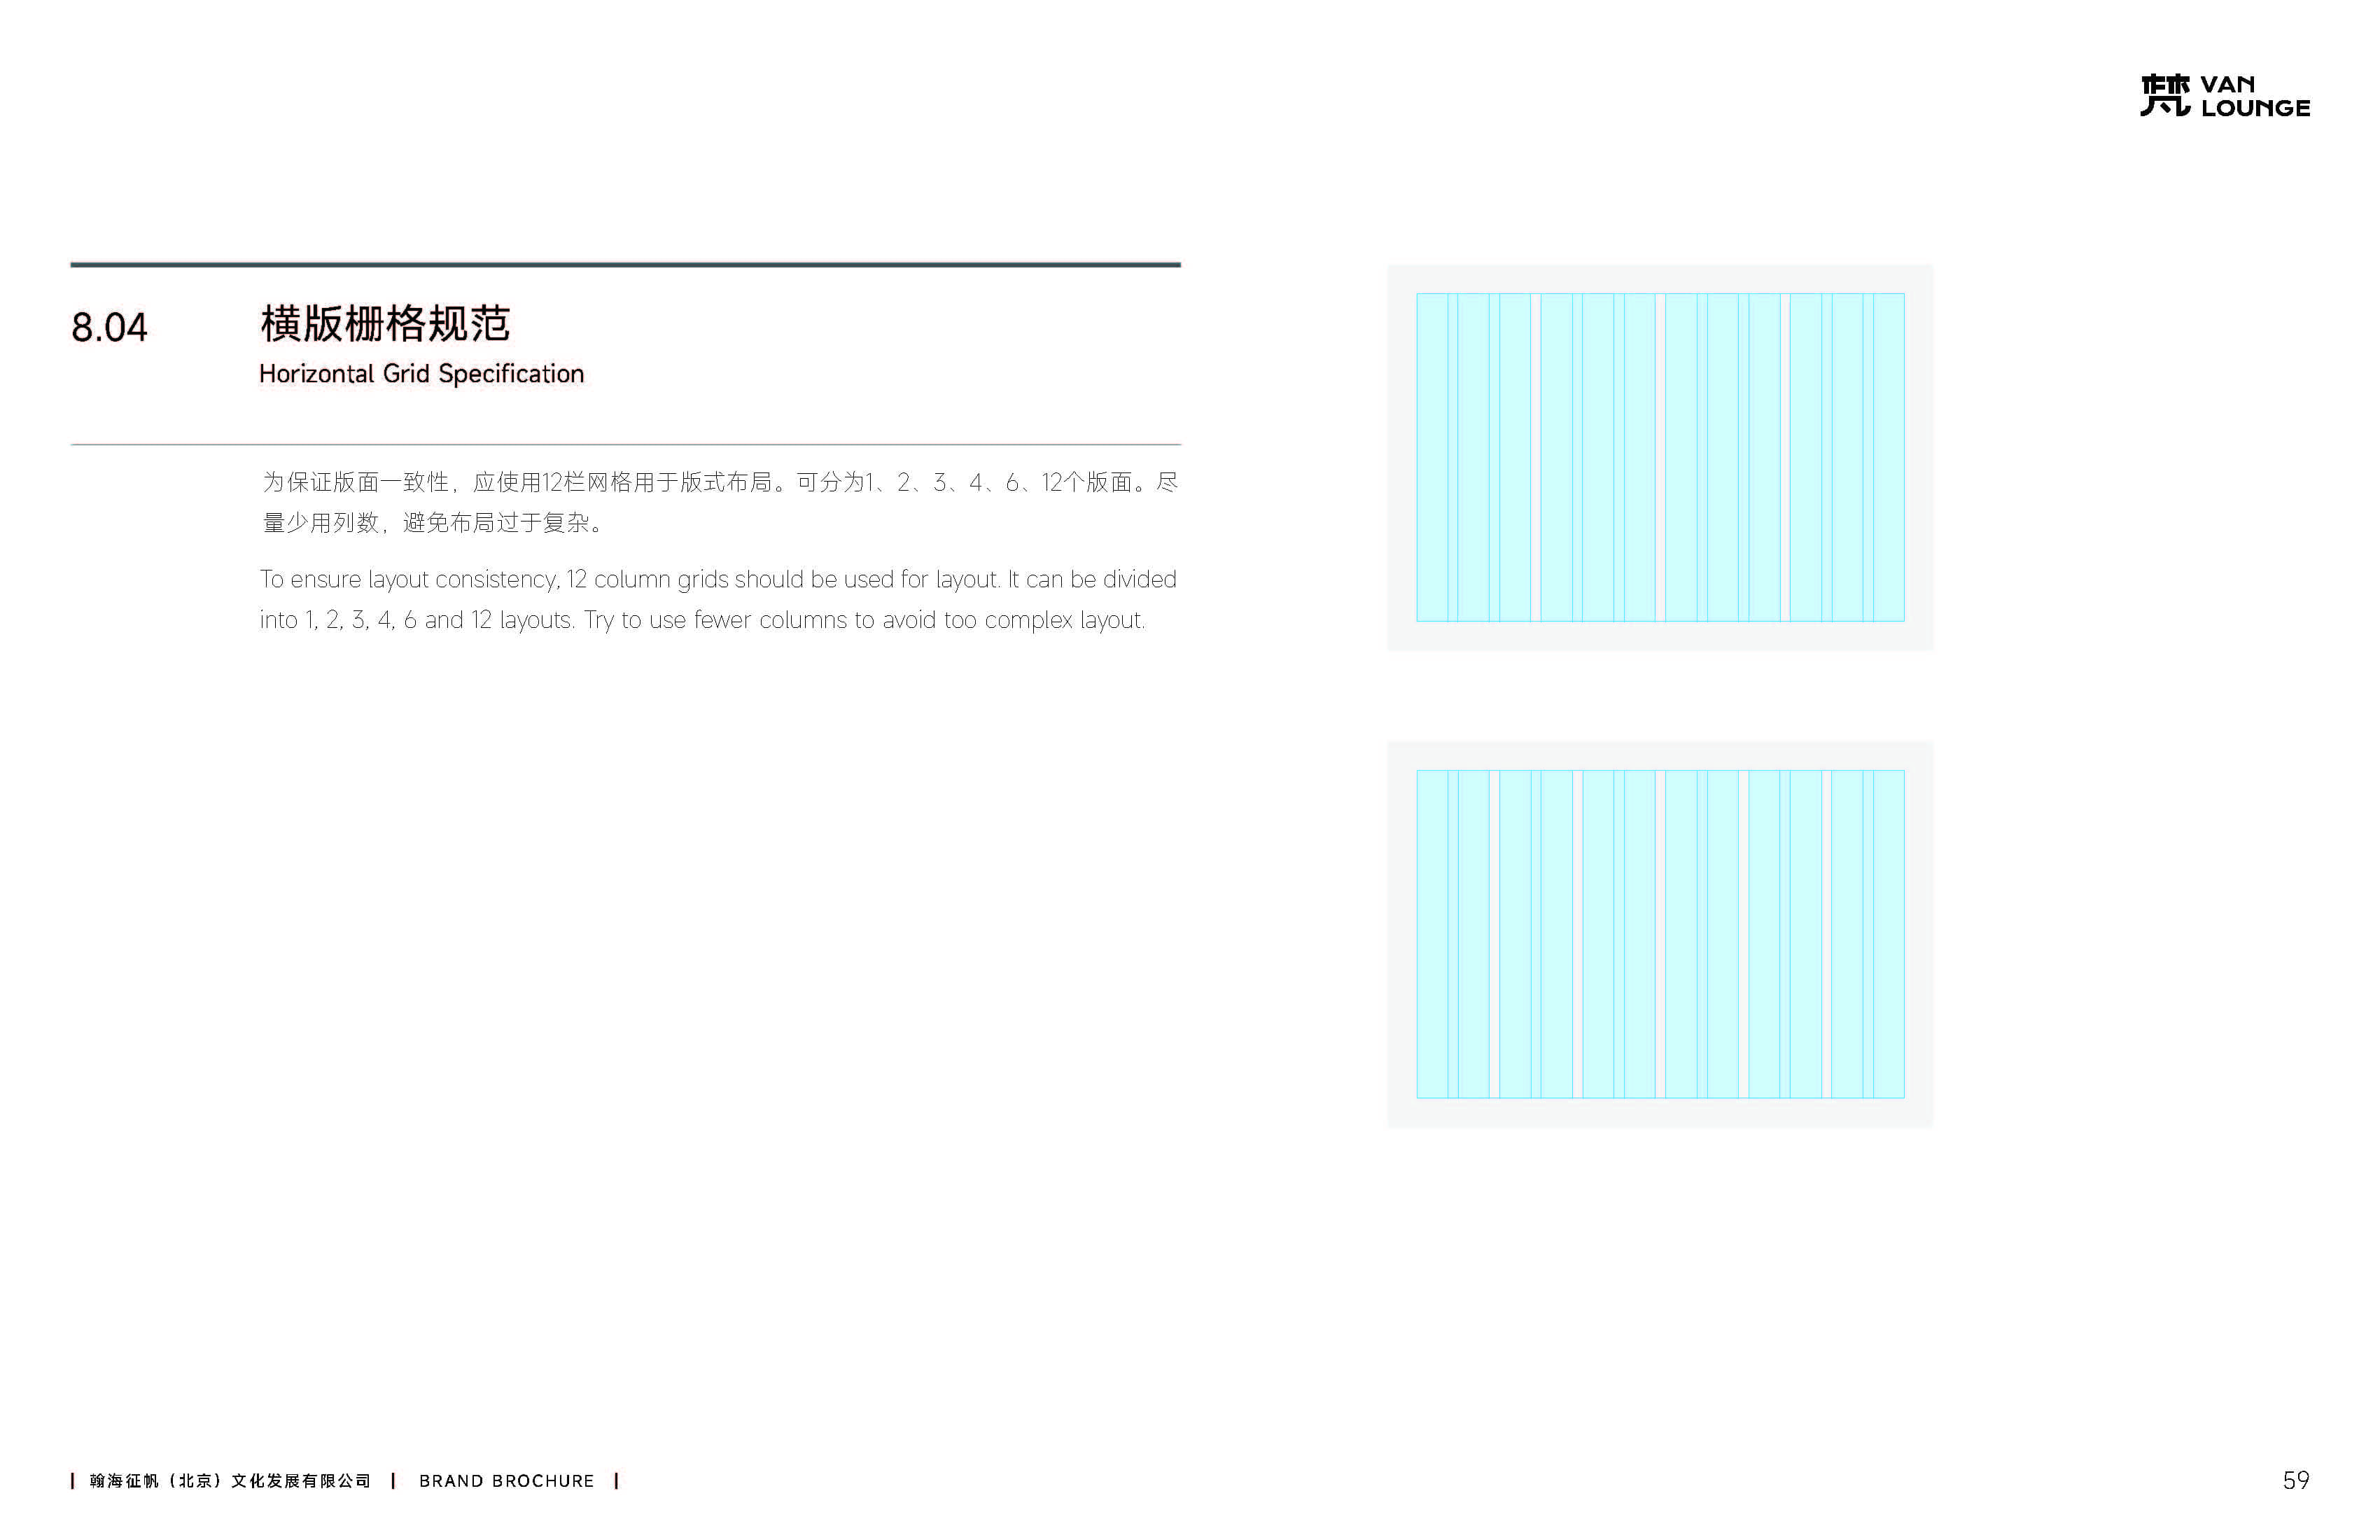 梵 VAN
LOUNGE
8.04
横版栅格规范
Horizontal Grid Specification
为保证版面一致性，应使用12栏网格用于版式布局。可分为1、2、3、4、6、12个版面。尽
量少用列数，避免布局过于复杂。
To ensure layout consistency, 12 column grids should be used for layout. It can be divided
into 1, 2, 3, 4, 6 and 12 layouts. Try to use fewer columns to avoid too complex layout.
| 翰海征帆（北京）文化发展有限公司 | BRAND BROCHURE |
59